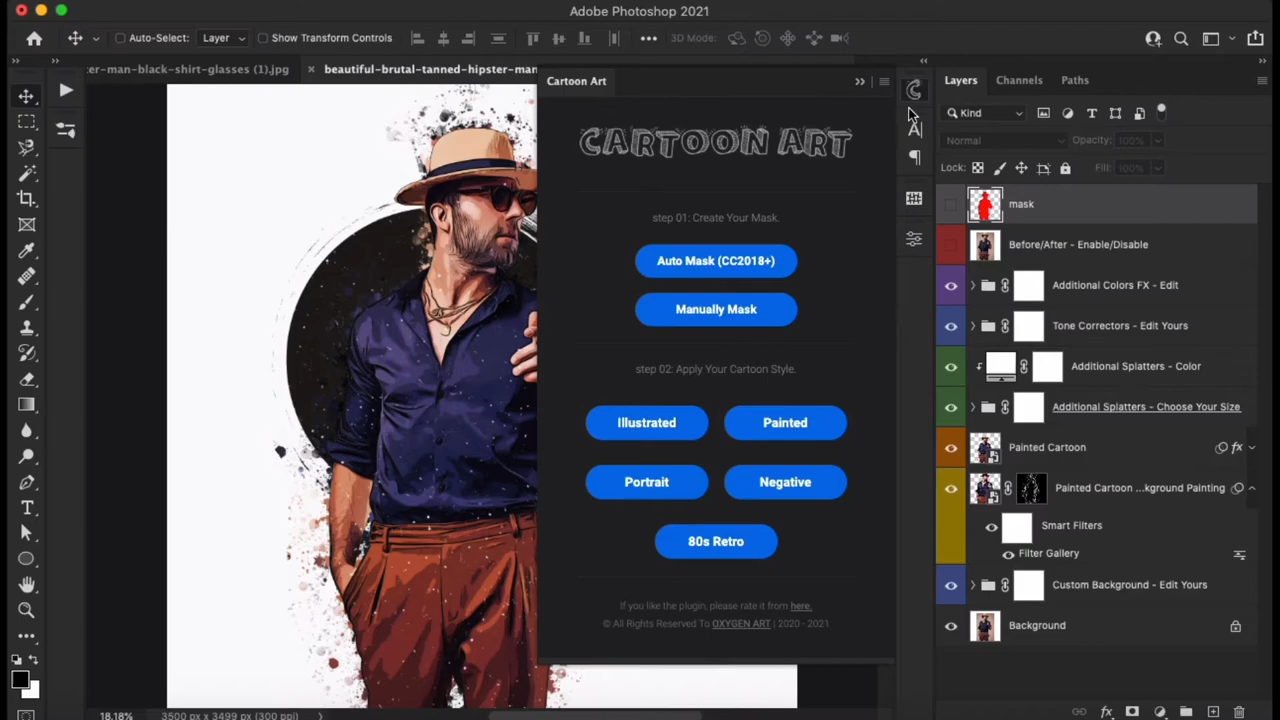 Adobe Photoshop 2021
Auto-Select: Layer Show Transform Controls 3D Mode:
ter-man-black-shirt-glasses (1).jpg beautiful-brutal-tanned-hipster-man
Cartoon Art
CARTOON ART
step 01: Create Your Mask.
Auto Mask (CC2018+)
Manually Mask
step 02: Apply Your Cartoon Style.
Illustrated Painted
Portrait Negative
80s Retro
If you like the plugin, please rate it from here.
© All Rights Reserved To OXYGEN ART | 2020 - 2021
Layers Channels Paths
Kind
Normal Opacity: 100%
Lock: Fill: 100%
mask
Before/After - Enable/Disable
Additional Colors FX - Edit
Tone Correctors - Edit Yours
Additional Splatters - Color
Additional Splatters - Choose Your Size
Painted Cartoon fx
Painted Cartoon ...kground Painting
Smart Filters
Filter Gallery
Custom Background - Edit Yours
Background
18.18% 3500 px x 3499 px (300 ppi)
fx